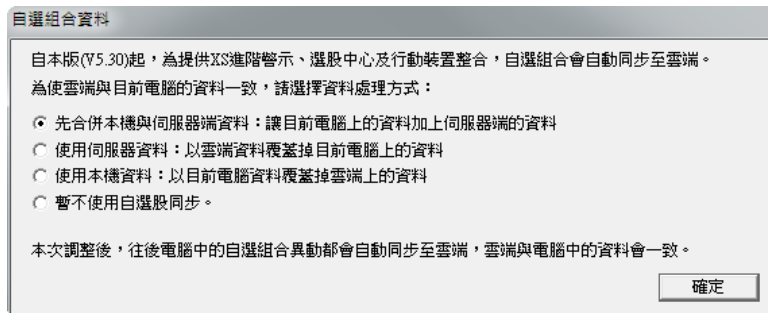 自選組合資料
自本版(V5.30)起，為提供XS進階警示、選股中心及行動裝置整合，自選組合會自動同步至雲端。
為使雲端與目前電腦的資料一致，請選擇資料處理方式：
先合併本機與伺服器端資料：讓目前電腦上的資料加上伺服器端的資料
使用伺服器資料：以雲端資料覆蓋掉目前電腦上的資料
使用本機資料：以目前電腦資料覆蓋掉雲端上的資料
暫不使用自選股同步。
本次調整後，往後電腦中的自選組合異動都會自動同步至雲端，雲端與電腦中的資料會一致。
確定